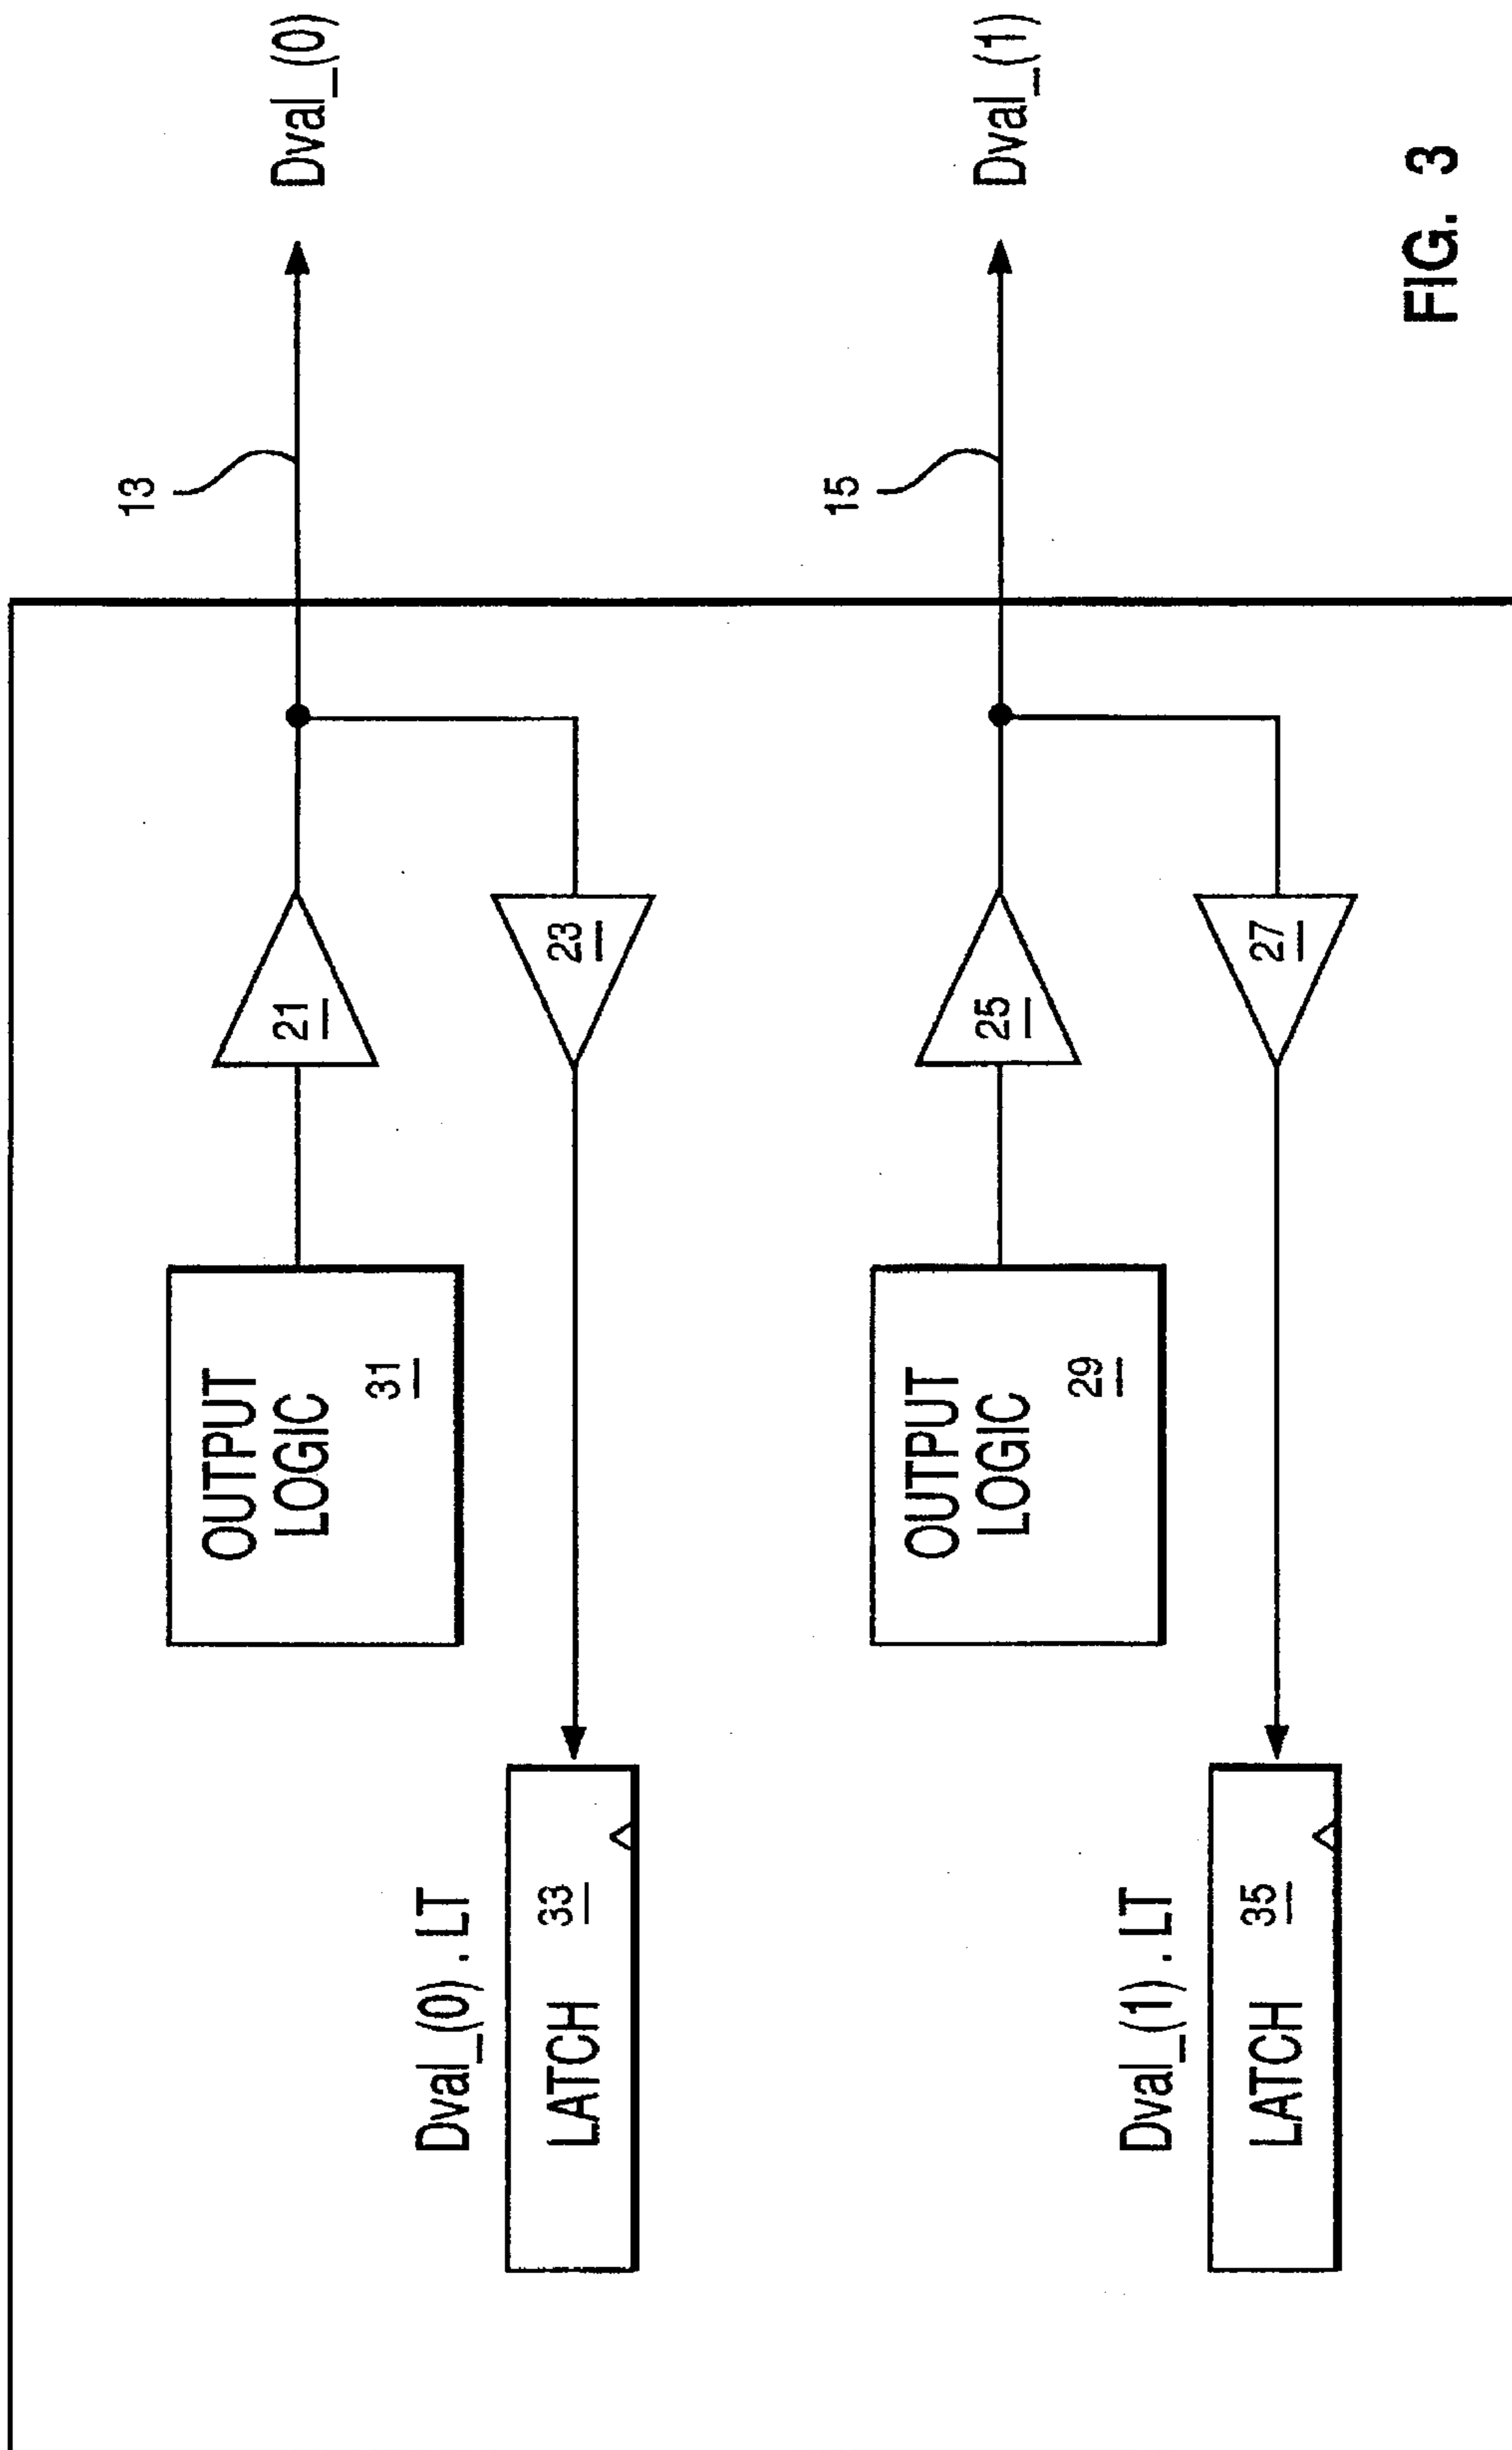 13
Dval_(0)
OUTPUT
LOGIC
31
21
Dval_(0) . LT
LATCH 33
23
15
Dval_(1)
OUTPUT
LOGIC
29
25
Dval_(1) . LT
LATCH 35
27
FIG. 3